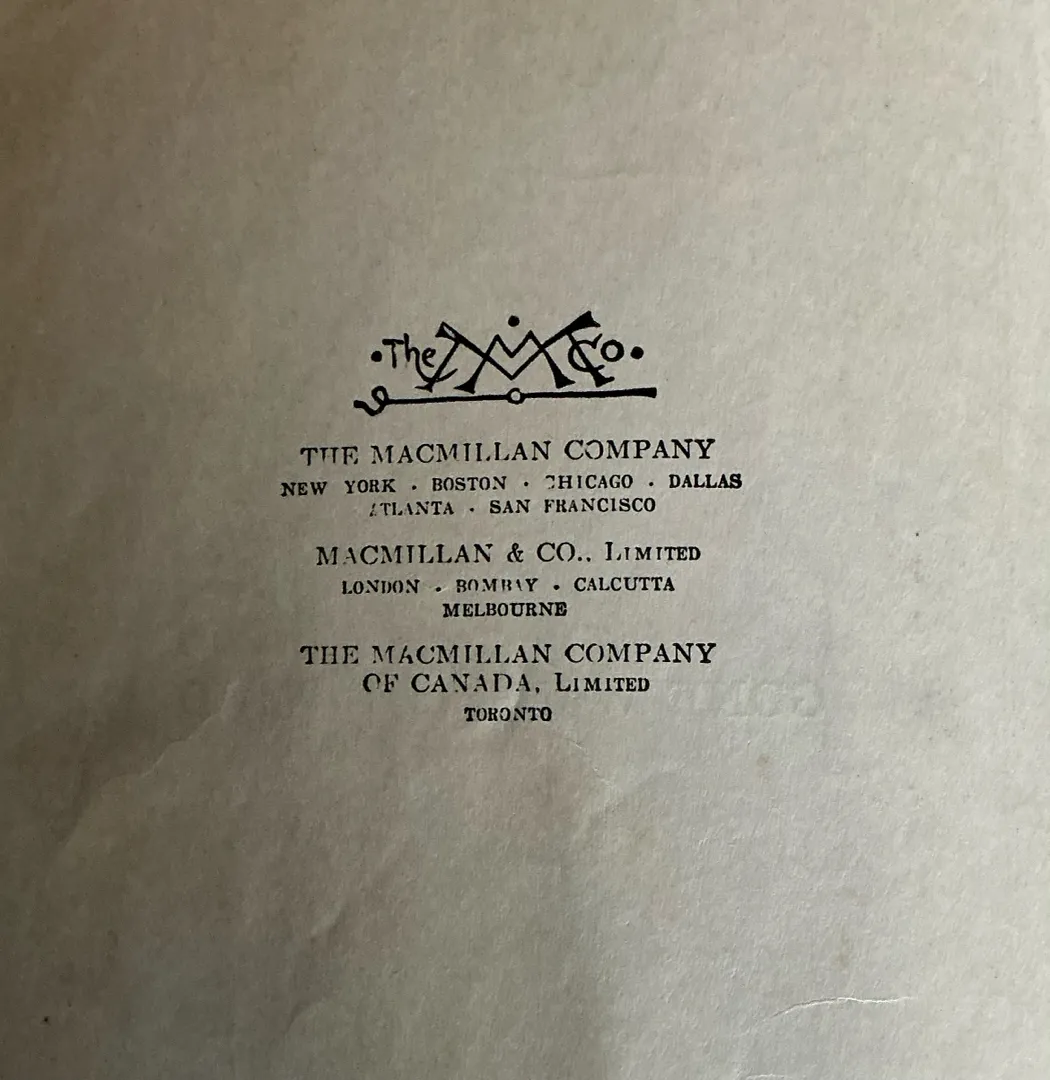 The M Co
THE MACMILLAN COMPANY
NEW YORK · BOSTON · CHICAGO · DALLAS
ATLANTA · SAN FRANCISCO
MACMILLAN & CO., LIMITED
LONDON · BOMBAY · CALCUTTA
MELBOURNE
THE MACMILLAN COMPANY
OF CANADA, LIMITED
TORONTO